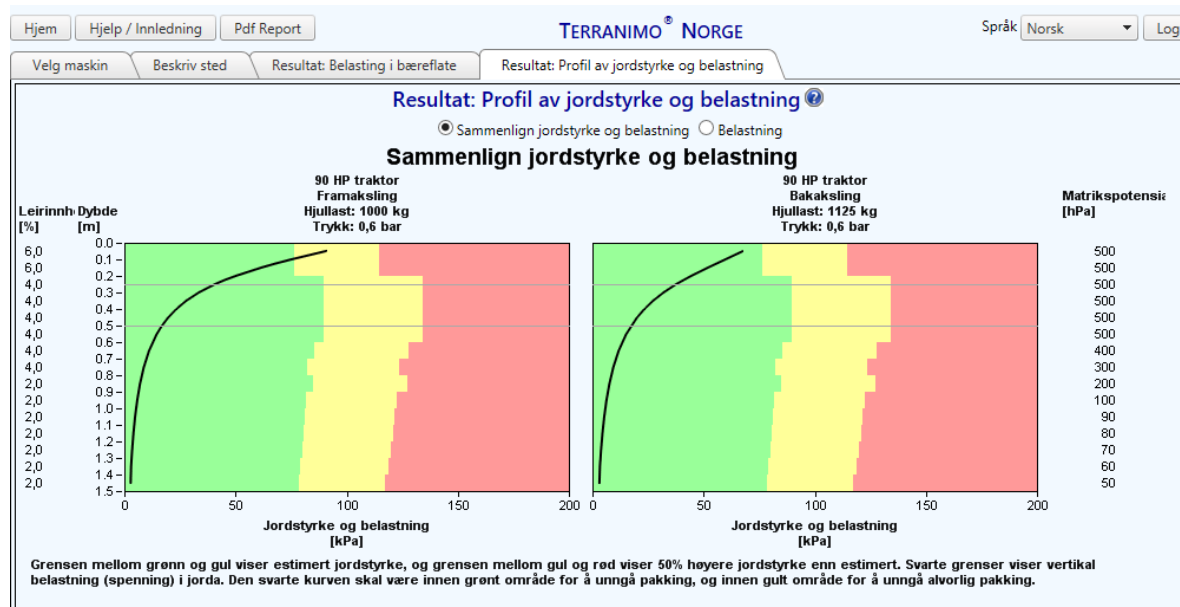 Hjem Hjelp / Innledning Pdf Report TERRANIMO® NORGE Språk Norsk Log
Velg maskin Beskriv sted Resultat: Belasting i bæreflate Resultat: Profil av jordstyrke og belastning
Resultat: Profil av jordstyrke og belastning ?
Sammenlign jordstyrke og belastning Belastning
Sammenlign jordstyrke og belastning
90 HP traktor 90 HP traktor
Framaksling Bakaksling
Leirinnh Dybde Hjullast: 1000 kg Hjullast: 1125 kg Matrikspotensia
[%] [m] Trykk: 0,6 bar Trykk: 0,6 bar [hPa]
0.0
6,0 0.1 500
6,0 0.2 500
4,0 0.3 500
4,0 0.4 500
4,0 0.5 500
4,0 0.6 500
4,0 0.7 400
4,0 0.8 300
2,0 0.9 200
2,0 1.0 100
2,0 1.1 90
2,0 1.2 80
2,0 1.3 70
2,0 1.4 60
2,0 1.5 50
0 50 100 150 200 0 50 100 150 200
Jordstyrke og belastning Jordstyrke og belastning
[kPa] [kPa]
Grensen mellom grønn og gul viser estimert jordstyrke, og grensen mellom gul og rød viser 50% høyere jordstyrke enn estimert. Svarte grenser viser vertikal
belastning (spenning) i jorda. Den svarte kurven skal være innen grønt område for å unngå pakking, og innen gult område for å unngå alvorlig pakking.